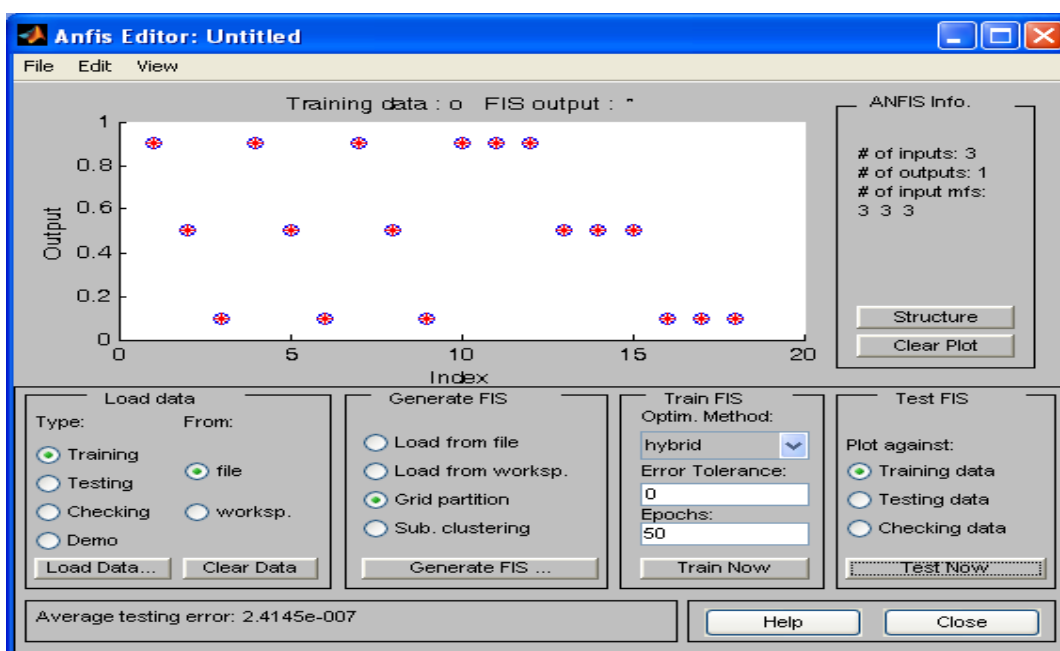 Anfis Editor: Untitled
File Edit View
Training data : o FIS output : *
1
0.8
0.6
0.4
0.2
0
Output
0 5 10 15 20
Index
ANFIS Info.
# of inputs: 3
# of outputs: 1
# of input mfs:
3 3 3
Structure
Clear Plot
Load data
Type: From:
Training
Testing
Checking
Demo
file
worksp.
Load Data... Clear Data
Generate FIS
Load from file
Load from worksp.
Grid partition
Sub. clustering
Generate FIS ...
Train FIS
Optim. Method:
hybrid
Error Tolerance:
0
Epochs:
50
Train Now
Test FIS
Plot against:
Training data
Testing data
Checking data
Test Now
Average testing error: 2.4145e-007
Help Close